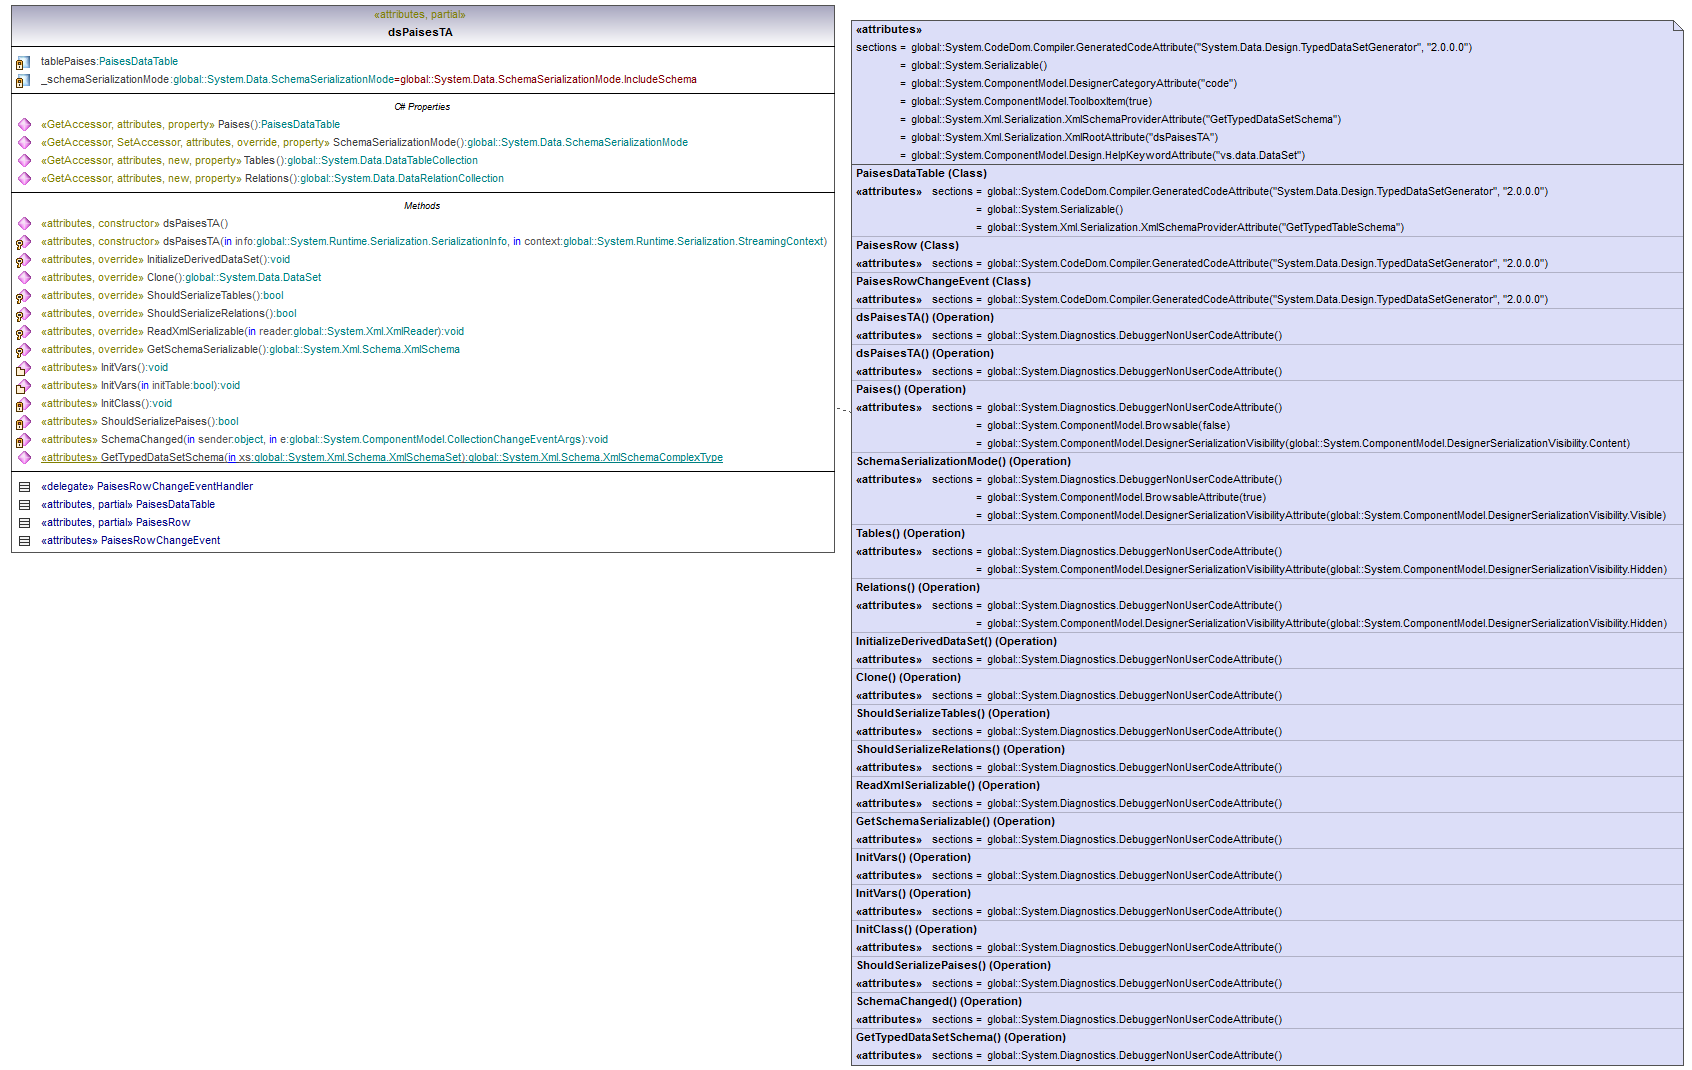 «attributes, partial»
dsPaisesTA
tablePaises:PaisesDataTable
_schemaSerializationMode:global::System.Data.SchemaSerializationMode=global::System.Data.SchemaSerializationMode.IncludeSchema
C# Properties
«GetAccessor, attributes, property» Paises():PaisesDataTable
«GetAccessor, SetAccessor, attributes, override, property» SchemaSerializationMode():global::System.Data.SchemaSerializationMode
«GetAccessor, attributes, new, property» Tables():global::System.Data.DataTableCollection
«GetAccessor, attributes, new, property» Relations():global::System.Data.DataRelationCollection
Methods
«attributes, constructor» dsPaisesTA()
«attributes, constructor» dsPaisesTA(in info:global::System.Runtime.Serialization.SerializationInfo, in context:global::System.Runtime.Serialization.StreamingContext)
«attributes, override» InitializeDerivedDataSet():void
«attributes, override» Clone():global::System.Data.DataSet
«attributes, override» ShouldSerializeTables():bool
«attributes, override» ShouldSerializeRelations():bool
«attributes, override» ReadXmlSerializable(in reader:global::System.Xml.XmlReader):void
«attributes, override» GetSchemaSerializable():global::System.Xml.Schema.XmlSchema
«attributes» InitVars():void
«attributes» InitVars(in initTable:bool):void
«attributes» InitClass():void
«attributes» ShouldSerializePaises():bool
«attributes» SchemaChanged(in sender:object, in e:global::System.ComponentModel.CollectionChangeEventArgs):void
«attributes» GetTypedDataSetSchema(in xs:global::System.Xml.Schema.XmlSchemaSet):global::System.Xml.Schema.XmlSchemaComplexType
«delegate» PaisesRowChangeEventHandler
«attributes, partial» PaisesDataTable
«attributes, partial» PaisesRow
«attributes» PaisesRowChangeEvent
«attributes»
sections = global::System.CodeDom.Compiler.GeneratedCodeAttribute("System.Data.Design.TypedDataSetGenerator", "2.0.0.0")
= global::System.Serializable()
= global::System.ComponentModel.DesignerCategoryAttribute("code")
= global::System.ComponentModel.ToolboxItem(true)
= global::System.Xml.Serialization.XmlSchemaProviderAttribute("GetTypedDataSetSchema")
= global::System.Xml.Serialization.XmlRootAttribute("dsPaisesTA")
= global::System.ComponentModel.Design.HelpKeywordAttribute("vs.data.DataSet")
PaisesDataTable (Class)
«attributes» sections = global::System.CodeDom.Compiler.GeneratedCodeAttribute("System.Data.Design.TypedDataSetGenerator", "2.0.0.0")
= global::System.Serializable()
= global::System.Xml.Serialization.XmlSchemaProviderAttribute("GetTypedTableSchema")
PaisesRow (Class)
«attributes» sections = global::System.CodeDom.Compiler.GeneratedCodeAttribute("System.Data.Design.TypedDataSetGenerator", "2.0.0.0")
PaisesRowChangeEvent (Class)
«attributes» sections = global::System.CodeDom.Compiler.GeneratedCodeAttribute("System.Data.Design.TypedDataSetGenerator", "2.0.0.0")
dsPaisesTA() (Operation)
«attributes» sections = global::System.Diagnostics.DebuggerNonUserCodeAttribute()
dsPaisesTA() (Operation)
«attributes» sections = global::System.Diagnostics.DebuggerNonUserCodeAttribute()
Paises() (Operation)
«attributes» sections = global::System.Diagnostics.DebuggerNonUserCodeAttribute()
= global::System.ComponentModel.Browsable(false)
= global::System.ComponentModel.DesignerSerializationVisibility(global::System.ComponentModel.DesignerSerializationVisibility.Content)
SchemaSerializationMode() (Operation)
«attributes» sections = global::System.Diagnostics.DebuggerNonUserCodeAttribute()
= global::System.ComponentModel.BrowsableAttribute(true)
= global::System.ComponentModel.DesignerSerializationVisibilityAttribute(global::System.ComponentModel.DesignerSerializationVisibility.Visible)
Tables() (Operation)
«attributes» sections = global::System.Diagnostics.DebuggerNonUserCodeAttribute()
= global::System.ComponentModel.DesignerSerializationVisibilityAttribute(global::System.ComponentModel.DesignerSerializationVisibility.Hidden)
Relations() (Operation)
«attributes» sections = global::System.Diagnostics.DebuggerNonUserCodeAttribute()
= global::System.ComponentModel.DesignerSerializationVisibilityAttribute(global::System.ComponentModel.DesignerSerializationVisibility.Hidden)
InitializeDerivedDataSet() (Operation)
«attributes» sections = global::System.Diagnostics.DebuggerNonUserCodeAttribute()
Clone() (Operation)
«attributes» sections = global::System.Diagnostics.DebuggerNonUserCodeAttribute()
ShouldSerializeTables() (Operation)
«attributes» sections = global::System.Diagnostics.DebuggerNonUserCodeAttribute()
ShouldSerializeRelations() (Operation)
«attributes» sections = global::System.Diagnostics.DebuggerNonUserCodeAttribute()
ReadXmlSerializable() (Operation)
«attributes» sections = global::System.Diagnostics.DebuggerNonUserCodeAttribute()
GetSchemaSerializable() (Operation)
«attributes» sections = global::System.Diagnostics.DebuggerNonUserCodeAttribute()
InitVars() (Operation)
«attributes» sections = global::System.Diagnostics.DebuggerNonUserCodeAttribute()
InitVars() (Operation)
«attributes» sections = global::System.Diagnostics.DebuggerNonUserCodeAttribute()
InitClass() (Operation)
«attributes» sections = global::System.Diagnostics.DebuggerNonUserCodeAttribute()
ShouldSerializePaises() (Operation)
«attributes» sections = global::System.Diagnostics.DebuggerNonUserCodeAttribute()
SchemaChanged() (Operation)
«attributes» sections = global::System.Diagnostics.DebuggerNonUserCodeAttribute()
GetTypedDataSetSchema() (Operation)
«attributes» sections = global::System.Diagnostics.DebuggerNonUserCodeAttribute()